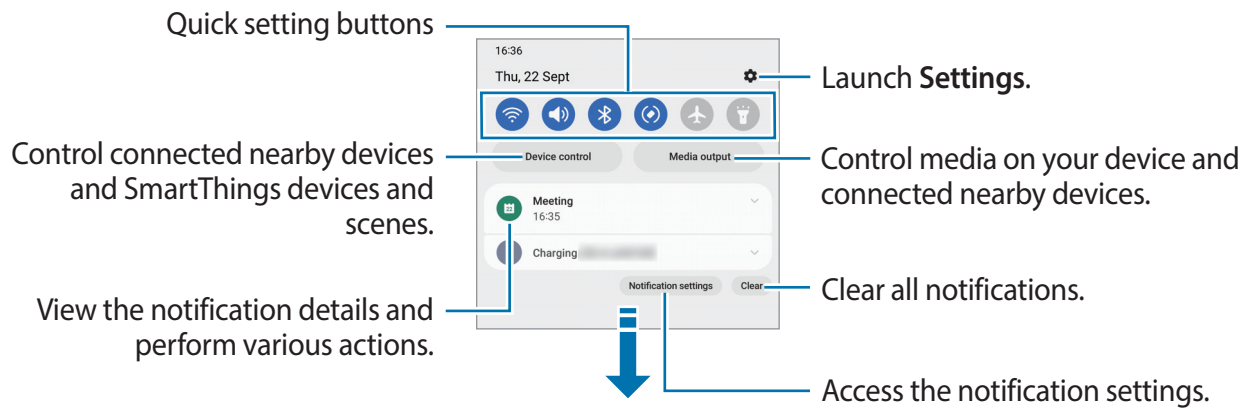 Quick setting buttons
16:36
Thu, 22 Sept
Launch Settings.
Control connected nearby devices
and SmartThings devices and
scenes.
Device control
Media output
Control media on your device and
connected nearby devices.
Meeting
16:35
Charging
View the notification details and
perform various actions.
Notification settings
Clear
Clear all notifications.
Access the notification settings.